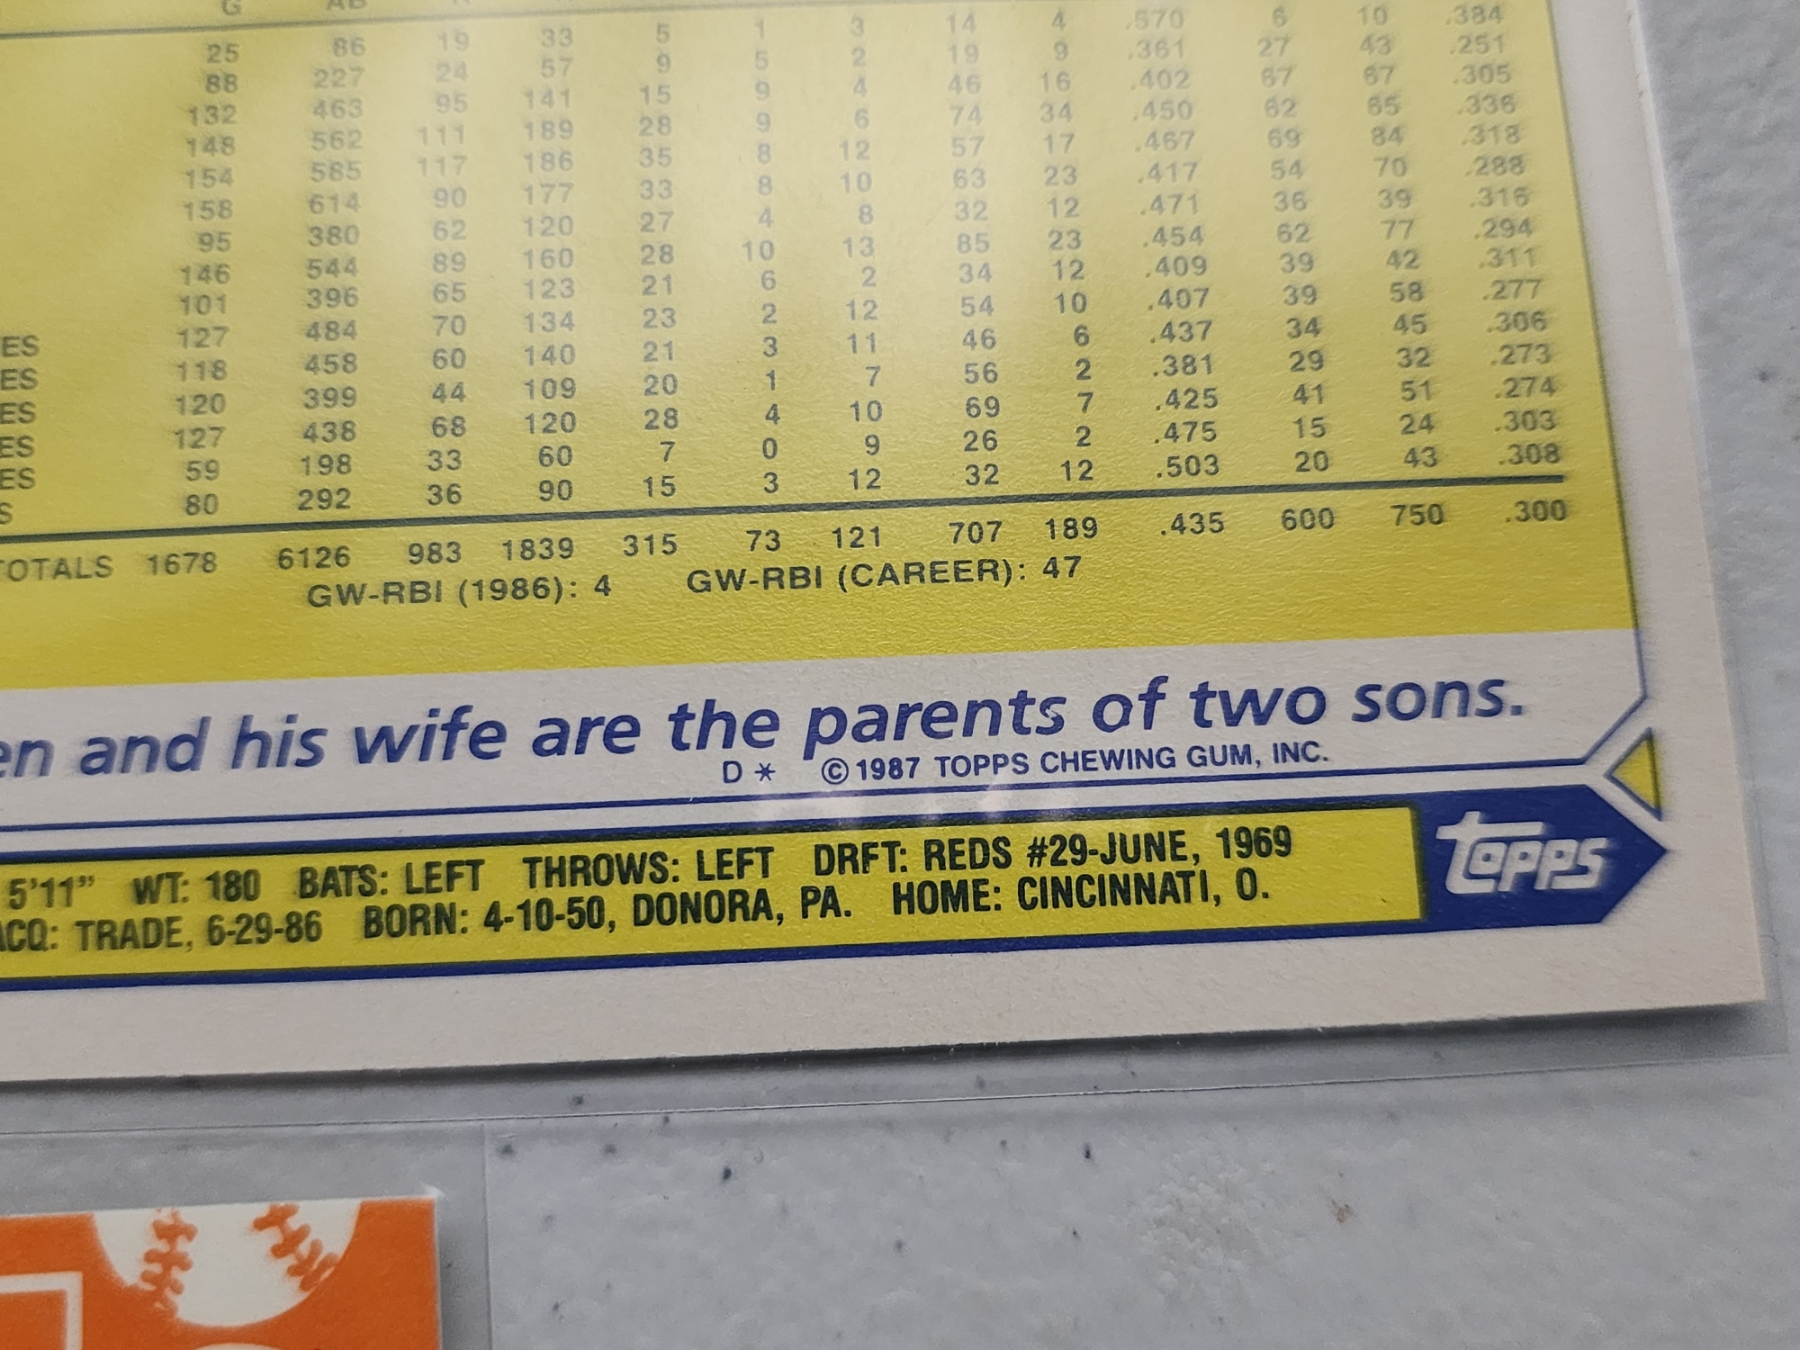 G AB
25 86 19 33 5 1 3 14 4 .570 6 10 .384
88 227 24 57 9 5 2 19 9 .361 27 43 .251
132 463 95 141 15 9 4 46 16 .402 67 67 .305
148 562 111 189 28 9 6 74 34 .450 62 65 .336
154 585 117 186 35 8 12 57 17 .467 69 84 .318
158 614 90 177 33 8 10 63 23 .417 54 70 .288
95 380 62 120 27 4 8 32 12 .471 36 39 .316
146 544 89 160 28 10 13 85 23 .454 62 77 .294
101 396 65 123 21 6 2 34 12 .409 39 42 .311
ES 127 484 70 134 23 2 12 54 10 .407 39 58 .277
ES 118 458 60 140 21 3 11 46 6 .437 34 45 .306
ES 120 399 44 109 20 1 7 56 2 .381 29 32 .273
ES 127 438 68 120 28 4 10 69 7 .425 41 51 .274
ES 59 198 33 60 7 0 9 26 2 .475 15 24 .303
S 80 292 36 90 15 3 12 32 12 .503 20 43 .308
TOTALS 1678 6126 983 1839 315 73 121 707 189 .435 600 750 .300
GW-RBI (1986): 4 GW-RBI (CAREER): 47
en and his wife are the parents of two sons.
D * © 1987 TOPPS CHEWING GUM, INC.
5'11" WT: 180 BATS: LEFT THROWS: LEFT DRFT: REDS #29-JUNE, 1969
ACQ: TRADE, 6-29-86 BORN: 4-10-50, DONORA, PA. HOME: CINCINNATI, O.
topps